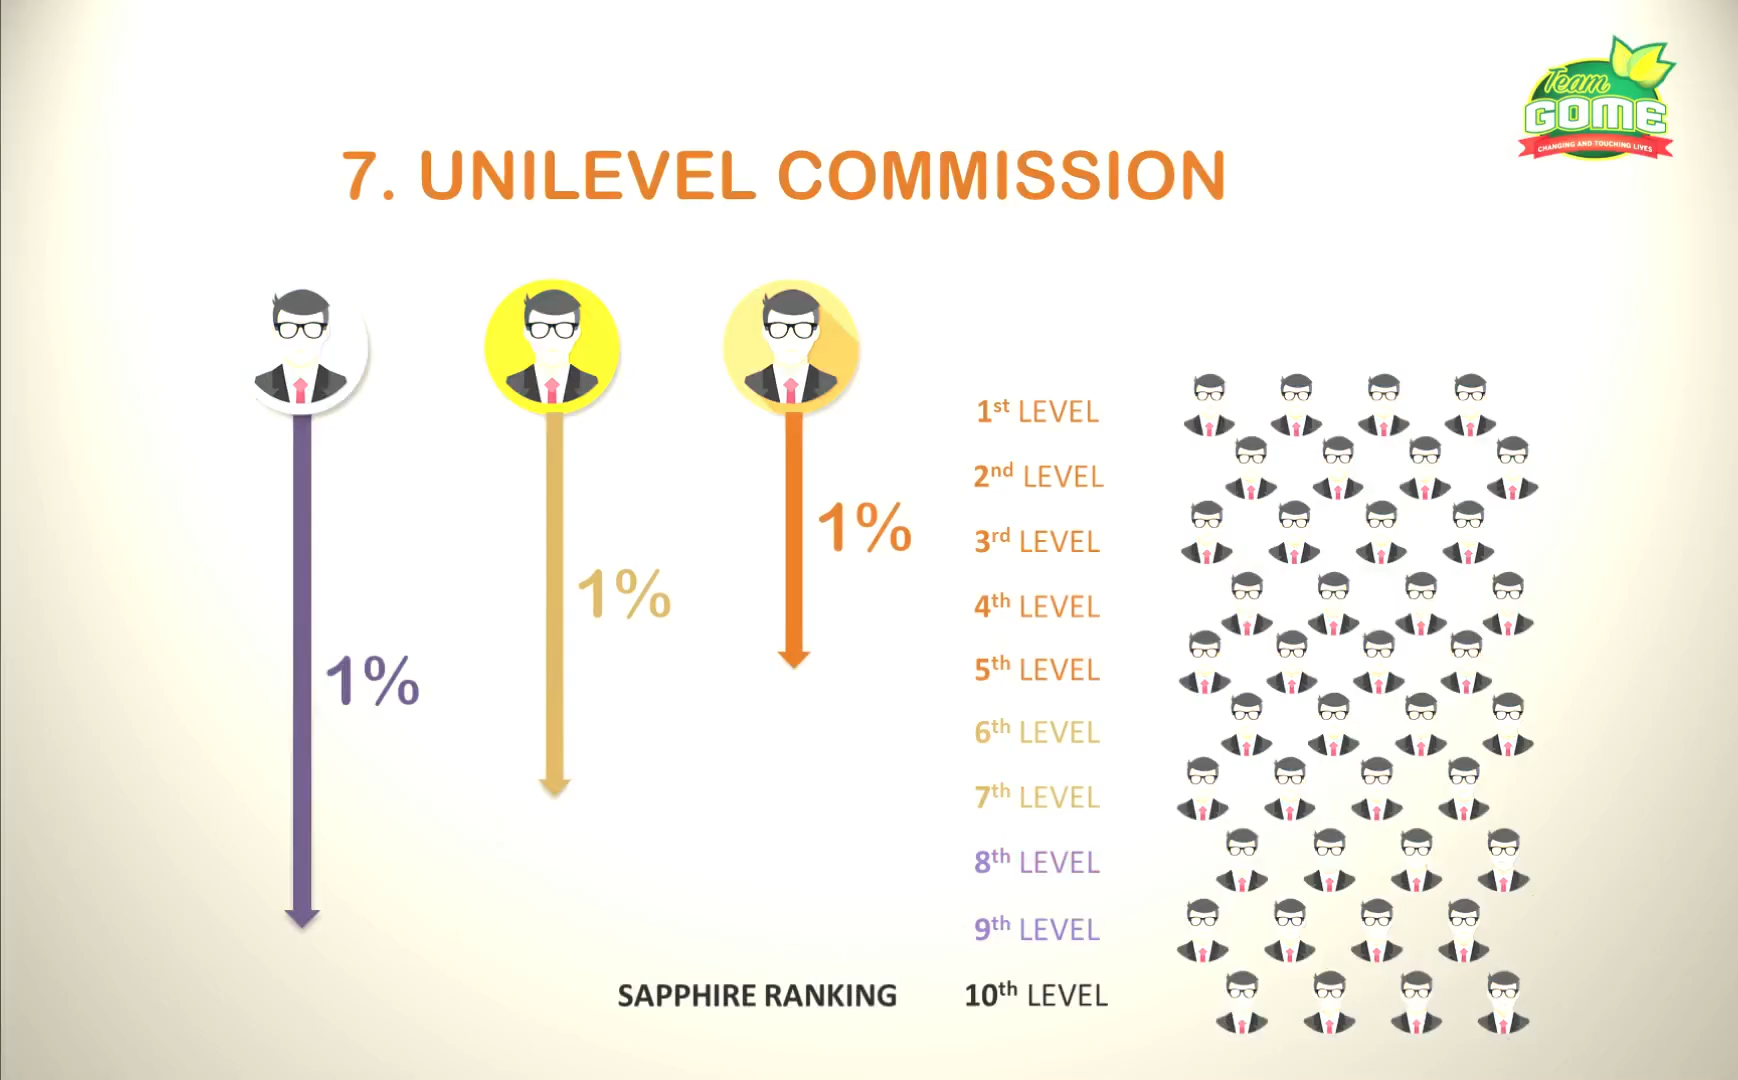 Team
GOME
CHANGING AND TOUCHING LIVES
7. UNILEVEL COMMISSION
1%
1%
1%
1st LEVEL
2nd LEVEL
3rd LEVEL
4th LEVEL
5th LEVEL
6th LEVEL
7th LEVEL
8th LEVEL
9th LEVEL
SAPPHIRE RANKING 10th LEVEL